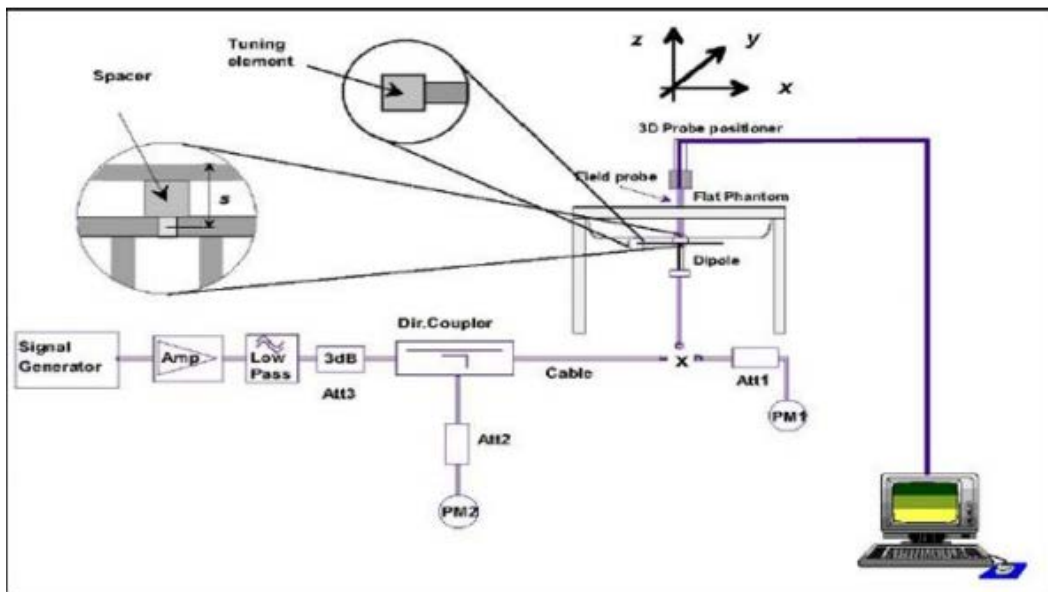 Tuning
element
Spacer
s
z
y
x
3D Probe positioner
Field probe
Flat Phantom
Dipole
Signal
Generator
Amp
Low
Pass
3dB
Att3
Dir.Coupler
Cable
X
Att1
PM1
Att2
PM2